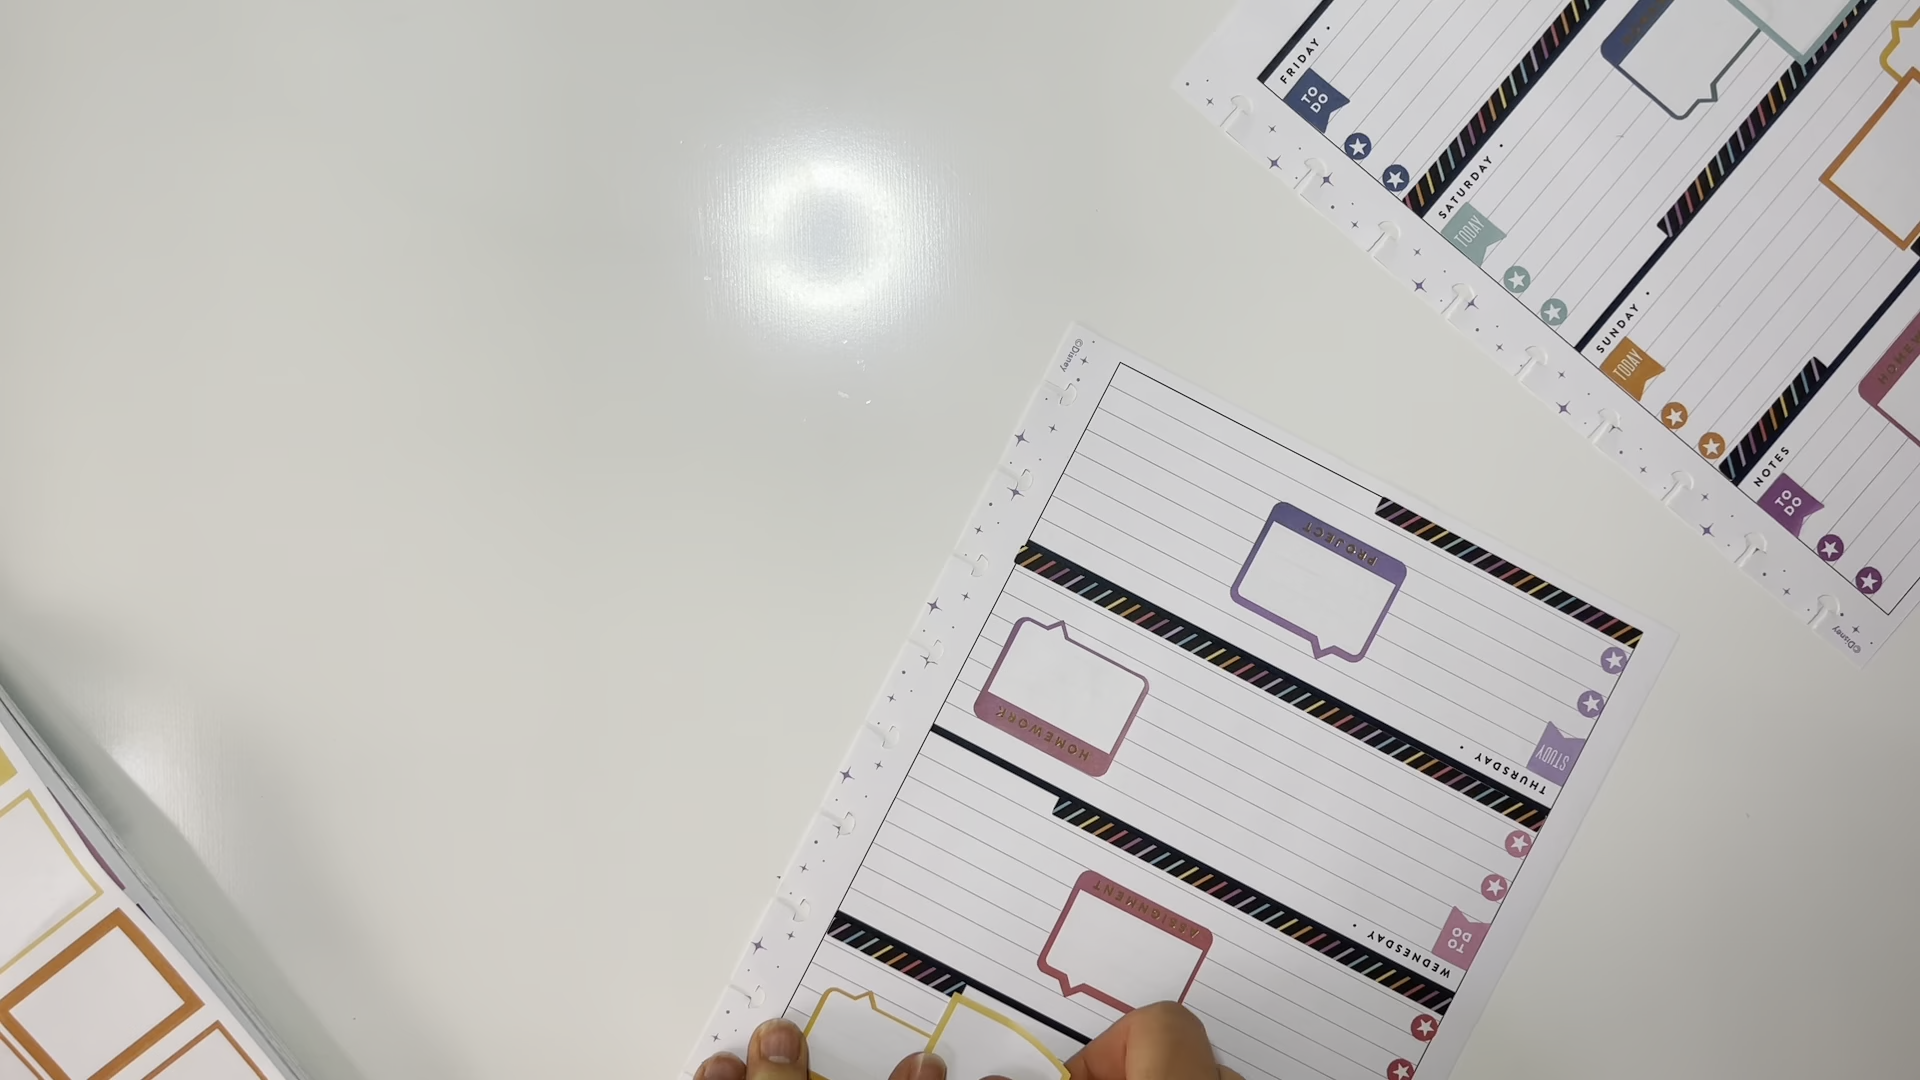 FRIDAY •
TO
DO
SATURDAY •
TODAY
SUNDAY •
TODAY
NOTES
TO
DO
©Disney
©Disney
PROJECT
STUDY
THURSDAY •
HOMEWORK
TO
DO
WEDNESDAY •
ASSIGNMENT